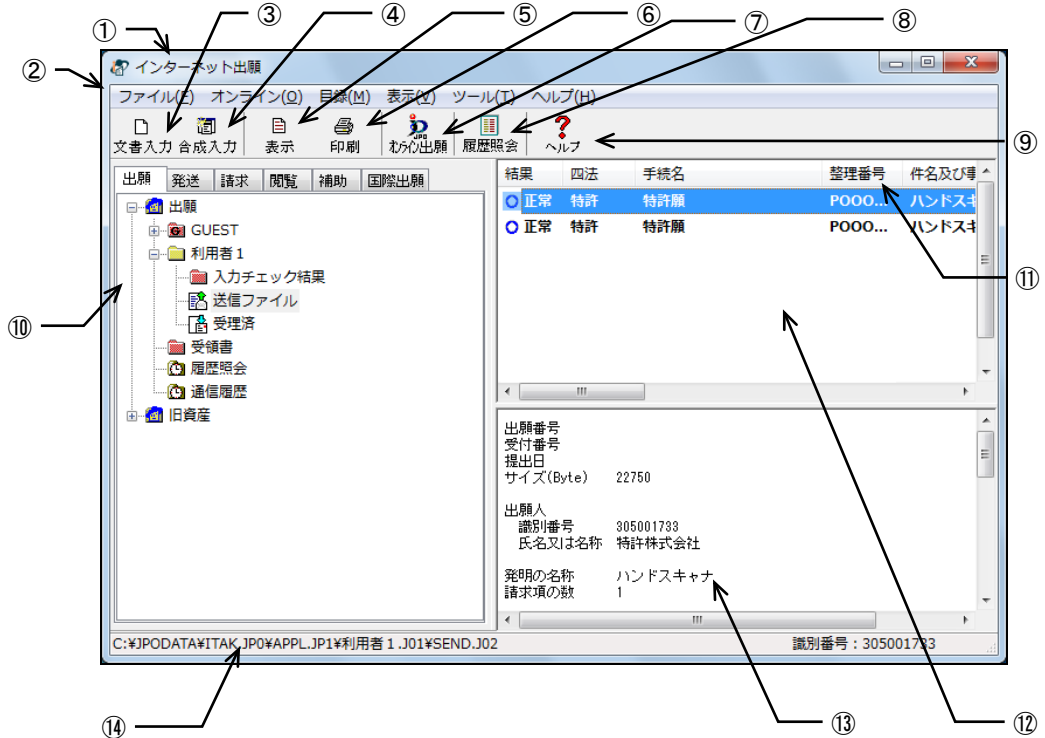 ③ ④ ⑤ ⑥ ⑦ ⑧
①
② インターネット出願
ファイル(F) オンライン(O) 目録(M) 表示(V) ツール(T) ヘルプ(H)
文書入力 合成入力 表示 印刷 オンライン出願 履歴照会 ヘルプ
⑨
出願 発送 請求 閲覧 補助 国際出願
出願
GUEST
利用者1
入力チェック結果
送信ファイル
受理済
受領書
履歴照会
通信履歴
旧資産
⑩
結果 四法 手続名 整理番号 件名及び事
正常 特許 特許願 POOO... ハンドスキ
正常 特許 特許願 POOO... ハンドスキ
⑪
出願番号
受付番号
提出日
サイズ(Byte) 22750
出願人
識別番号 305001733
氏名又は名称 特許株式会社
発明の名称 ハンドスキャナ
請求項の数 1
C:¥JPODATA¥ITAK.JP0¥APPL.JP1¥利用者1.J01¥SEND.J02 識別番号：305001733
⑭ ⑬ ⑫